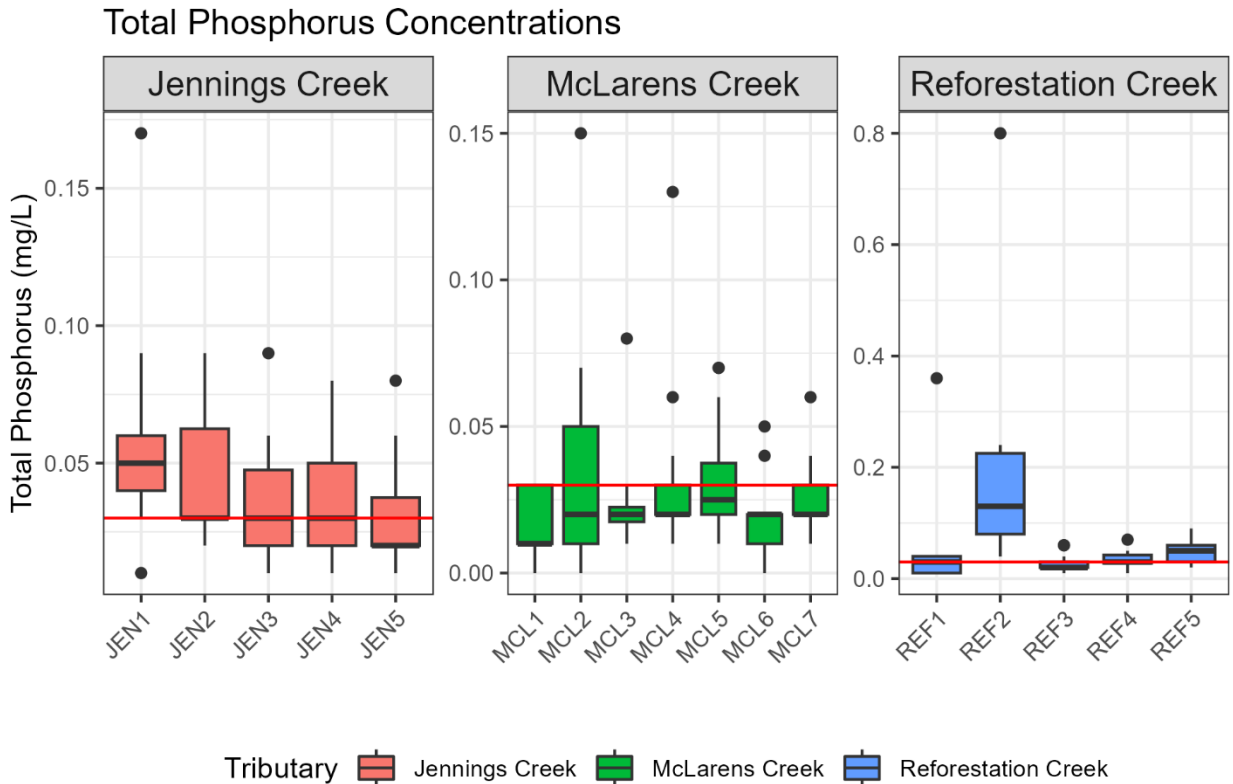 Total Phosphorus Concentrations
Jennings Creek
McLarens Creek
Reforestation Creek
Total Phosphorus (mg/L)
0.15
0.10
0.05
JEN1
JEN2
JEN3
JEN4
JEN5
0.15
0.10
0.05
0.00
MCL1
MCL2
MCL3
MCL4
MCL5
MCL6
MCL7
0.8
0.6
0.4
0.2
0.0
REF1
REF2
REF3
REF4
REF5
Tributary Jennings Creek McLarens Creek Reforestation Creek